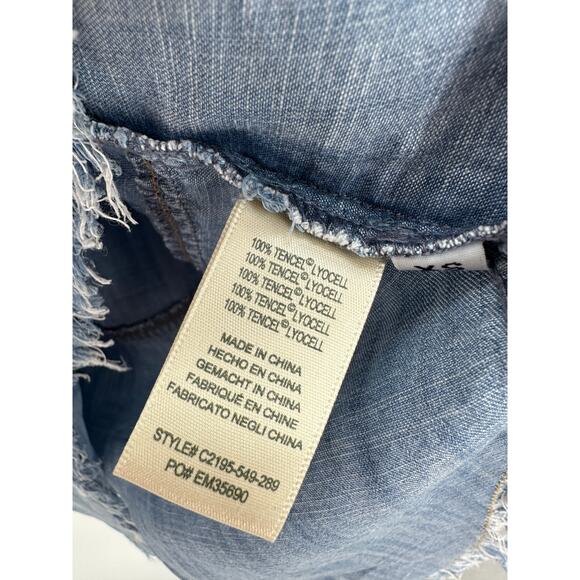 100% TENCEL©LYOCELL
100% TENCEL©LYOCELL
100% TENCEL©LYOCELL
100% TENCEL©LYOCELL
100% TENCEL©LYOCELL
MADE IN CHINA
HECHO EN CHINA
GEMACHT IN CHINA
FABRIQUÉ EN CHINE
FABRICATO NEGLI CHINA
STYLE# C2195-549-289
PO# EM35690
XS